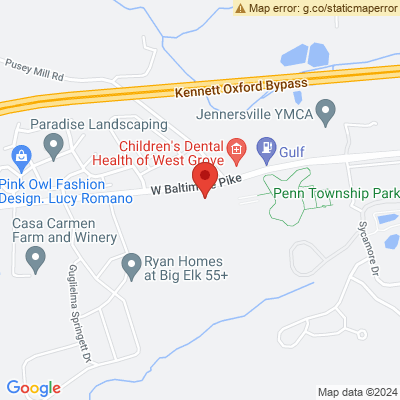 Map error: g.co/staticmaperror
Pusey Mill Rd
Kennett Oxford Bypass
Jennersville YMCA
Paradise Landscaping
Children's Dental
Health of West Grove
Gulf
W Baltimore Pike
Pink Owl Fashion
Design. Lucy Romano
Penn Township Park
Casa Carmen
Farm and Winery
Sycamore Dr
Ryan Homes
at Big Elk 55+
Guglielma Springett Dr
Google
Map data ©2024